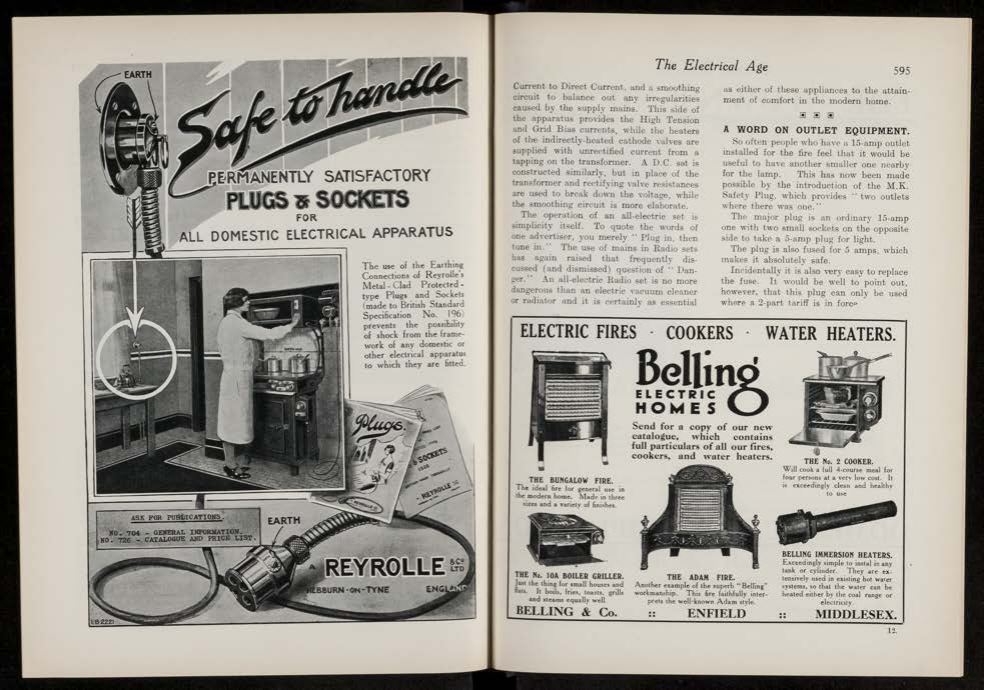 EARTH
Safe to handle
PERMANENTLY SATISFACTORY
PLUGS & SOCKETS
FOR
ALL DOMESTIC ELECTRICAL APPARATUS
The use of the Earthing
Connections of Reyrolle's
Metal-Clad Protected-
type Plugs and Sockets
(made to British Standard
Specification No. 196)
prevents the possibility
of shock from the frame-
work of any domestic or
other electrical apparatus
to which they are fitted.
Plugs.
& SOCKETS
REYROLLE
ASK FOR PUBLICATIONS.
NO. 704 - GENERAL INFORMATION.
NO. 726 - CATALOGUE AND PRICE LIST.
EARTH
A REYROLLE & Co LTD
HEBBURN-ON-TYNE ENGLAND
UB2221
The Electrical Age
595
Current to Direct Current, and a smoothing
circuit to balance out any irregularities
caused by the supply mains. This side of
the apparatus provides the High Tension
and Grid Bias currents, while the heaters
of the indirectly-heated cathode valves are
supplied with unrectified current from a
tapping on the transformer. A D.C. set is
constructed similarly, but in place of the
transformer and rectifying valve resistances
are used to break down the voltage, while
the smoothing circuit is more elaborate.
The operation of an all-electric set is
simplicity itself. To quote the words of
one advertiser, you merely " Plug in, then
tune in." The use of mains in Radio sets
has again raised that frequently dis-
cussed (and dismissed) question of " Dan-
ger." An all-electric Radio set is no more
dangerous than an electric vacuum cleaner
or radiator and it is certainly as essential
as either of these appliances to the attain-
ment of comfort in the modern home.
A WORD ON OUTLET EQUIPMENT.
So often people who have a 15-amp outlet
installed for the fire feel that it would be
useful to have another smaller one nearby
for the lamp. This has now been made
possible by the introduction of the M.K.
Safety Plug, which provides " two outlets
where there was one."
The major plug is an ordinary 15-amp
one with two small sockets on the opposite
side to take a 5-amp plug for light.
The plug is also fused for 5 amps, which
makes it absolutely safe.
Incidentally it is also very easy to replace
the fuse. It would be well to point out,
however, that this plug can only be used
where a 2-part tariff is in force
ELECTRIC FIRES · COOKERS · WATER HEATERS.
Belling
ELECTRIC
HOMES
Send for a copy of our new
catalogue, which contains
full particulars of all our fires,
cookers, and water heaters.
THE BUNGALOW FIRE.
The ideal fire for general use in
the modern home. Made in three
sizes and a variety of finishes.
THE No. 2 COOKER.
Will cook a full 4-course meal for
four persons at a very low cost. It
is exceedingly clean and healthy
to use
THE No. 10A BOILER GRILLER.
Just the thing for small houses and
flats. It boils, fries, toasts, grills
and steams equally well.
THE ADAM FIRE.
Another example of the superb "Belling"
workmanship. This fire faithfully inter-
prets the well-known Adam style.
BELLING IMMERSION HEATERS.
Exceedingly simple to instal in any
tank or cylinder. They are ex-
tensively used in existing hot water
systems, so that the water can be
heated either by the coal range or
electricity.
BELLING & Co. :: ENFIELD :: MIDDLESEX.
12.